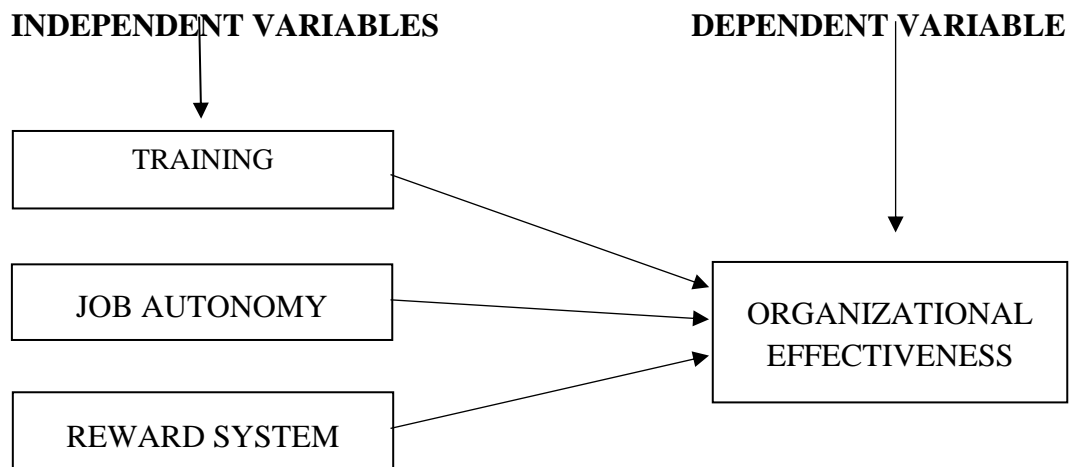 INDEPENDENT VARIABLES
DEPENDENT VARIABLE
TRAINING
JOB AUTONOMY
ORGANIZATIONAL
EFFECTIVENESS
REWARD SYSTEM